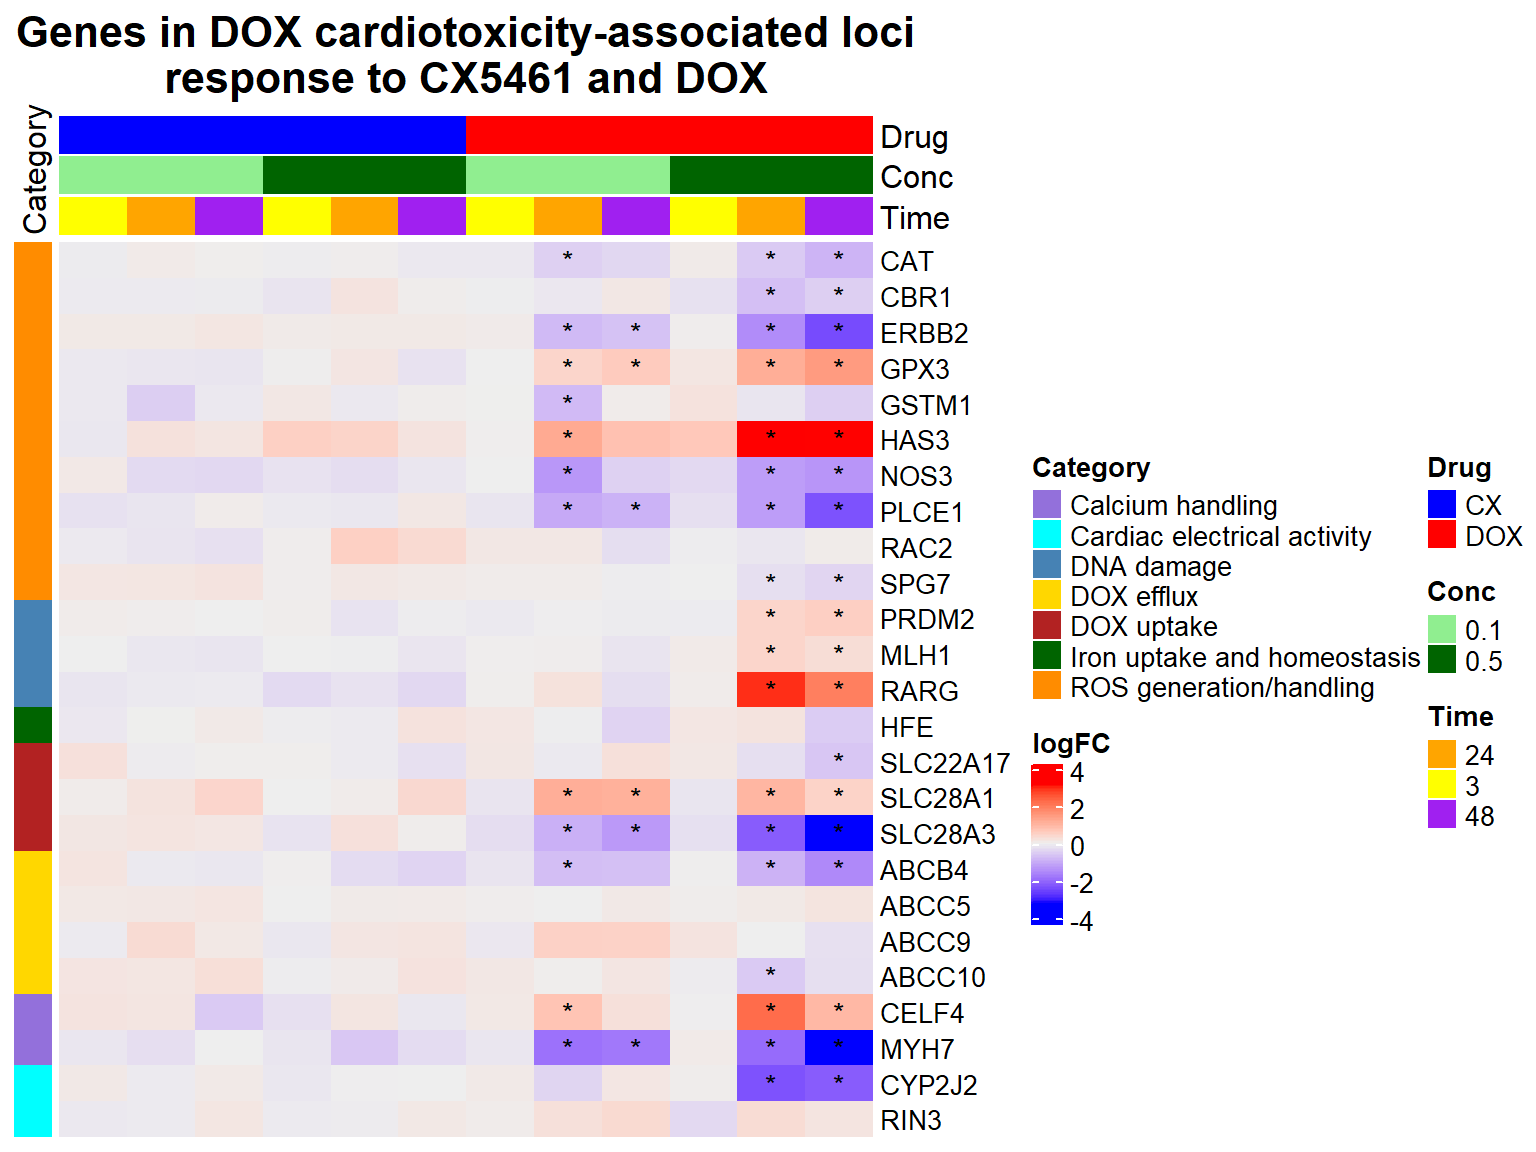 Genes in DOX cardiotoxicity-associated loci
response to CX5461 and DOX
Category
Drug
Conc
Time
* * * CAT
* * CBR1
* * * * ERBB2
* * * * GPX3
* GSTM1
* * * HAS3
* * * NOS3
* * * * PLCE1
RAC2
* * SPG7
* * PRDM2
* * MLH1
* * RARG
HFE
* SLC22A17
* * * * SLC28A1
* * * * SLC28A3
* * * ABCB4
ABCC5
ABCC9
* ABCC10
* * * CELF4
* * * * MYH7
* * CYP2J2
RIN3
Category
Calcium handling
Cardiac electrical activity
DNA damage
DOX efflux
DOX uptake
Iron uptake and homeostasis
ROS generation/handling
logFC
4
2
0
-2
-4
Drug
CX
DOX
Conc
0.1
0.5
Time
24
3
48